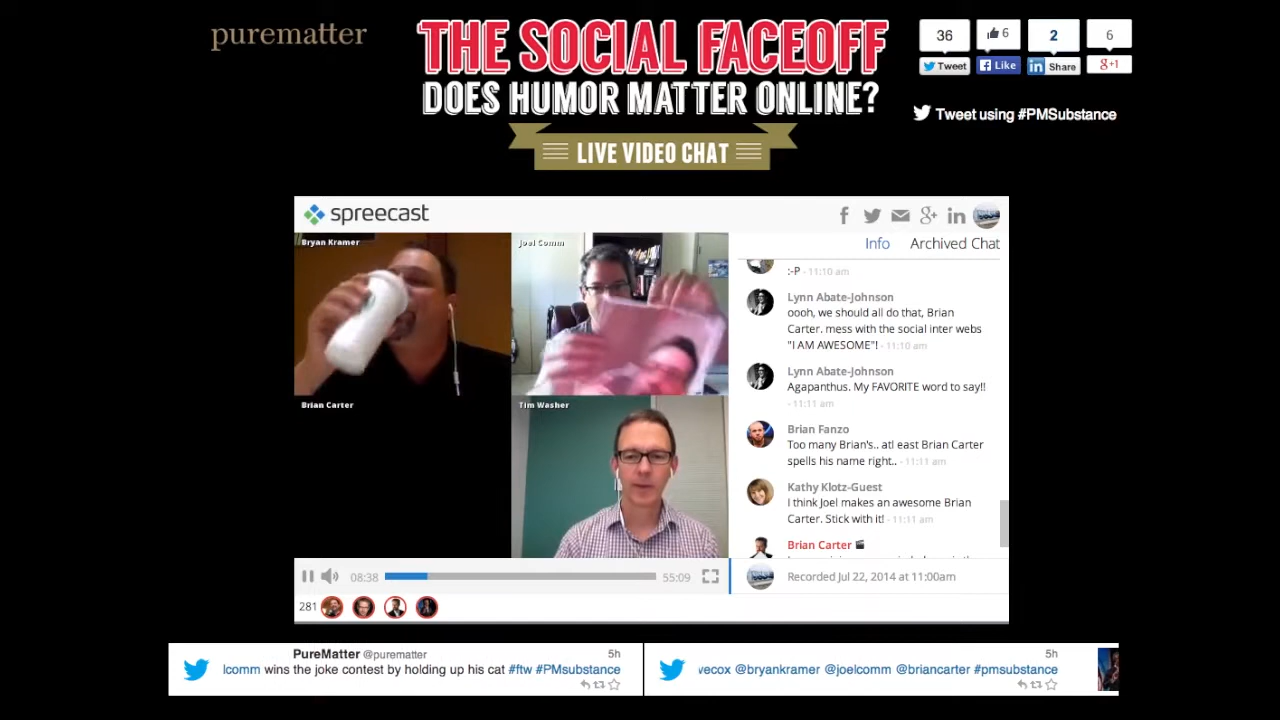 purematter
THE SOCIAL FACEOFF
DOES HUMOR MATTER ONLINE?
LIVE VIDEO CHAT
36
6
2
6
Tweet
Like
in Share
g+1
Tweet using #PMSubstance
spreecast
Info
Archived Chat
Bryan Kramer
Joel Comm
Brian Carter
Tim Washer
:-P - 11:10 am
Lynn Abate-Johnson
oooh, we should all do that, Brian
Carter. mess with the social inter webs
"I AM AWESOME"! - 11:10 am
Lynn Abate-Johnson
Agapanthus. My FAVORITE word to say!!
- 11:11 am
Brian Fanzo
Too many Brian's.. atl east Brian Carter
spells his name right.. - 11:11 am
Kathy Klotz-Guest
I think Joel makes an awesome Brian
Carter. Stick with it! - 11:11 am
Brian Carter
08:38
55:09
Recorded Jul 22, 2014 at 11:00am
281
PureMatter @purematter 5h
lcomm wins the joke contest by holding up his cat #ftw #PMsubstance
5h
vecox @bryankramer @joelcomm @briancarter #pmsubstance